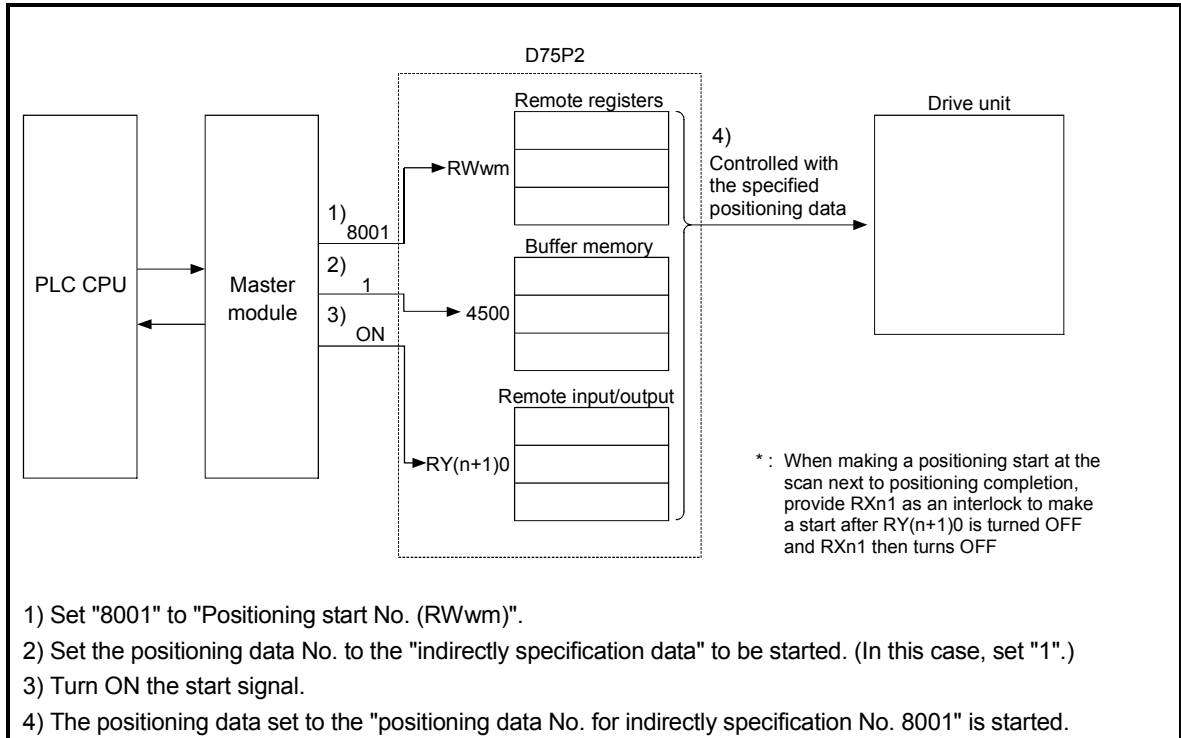 D75P2
Remote registers
Drive unit
4)
Controlled with
the specified
positioning data
RWwm
1)
8001
Buffer memory
2)
1
PLC CPU
Master
module
4500
3)
ON
Remote input/output
RY(n+1)0
* : When making a positioning start at the
scan next to positioning completion,
provide RXn1 as an interlock to make
a start after RY(n+1)0 is turned OFF
and RXn1 then turns OFF
1) Set "8001" to "Positioning start No. (RWwm)".
2) Set the positioning data No. to the "indirectly specification data" to be started. (In this case, set "1".)
3) Turn ON the start signal.
4) The positioning data set to the "positioning data No. for indirectly specification No. 8001" is started.